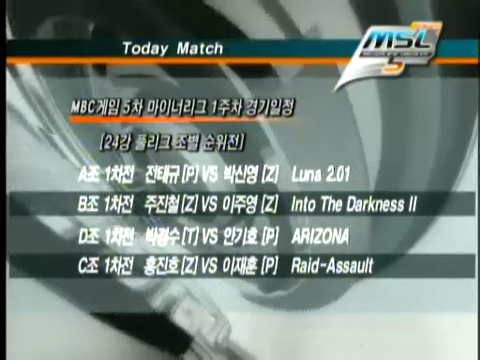 Today Match
MSL
5
MBC게임 5차 마이너리그 1주차 경기일정
[24강 풀리그 조별 순위전]
A조 1차전 전태규[P] VS 박신영[Z] Luna 2.01
B조 1차전 주진철[Z] VS 이주영[Z] Into The Darkness II
D조 1차전 박경수[T] VS 안기호[P] ARIZONA
C조 1차전 홍진호[Z] VS 이재훈[P] Raid-Assault